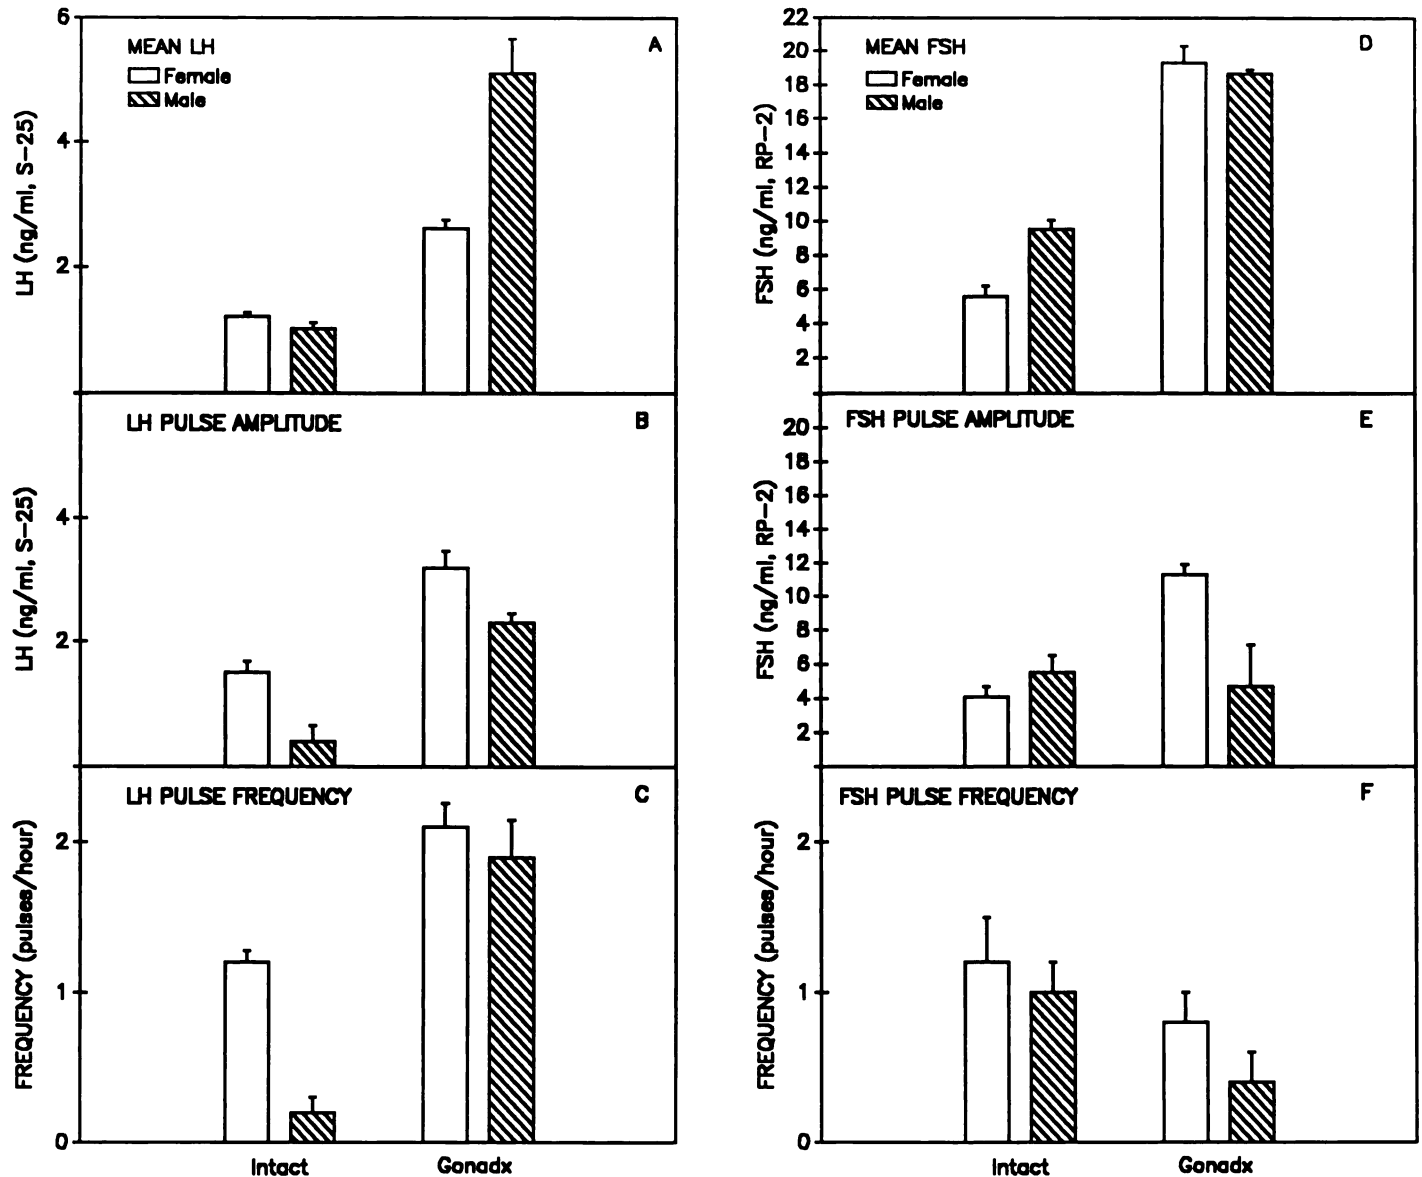 6
4
2
LH (ng/ml, S-25)
MEAN LH
Female
Male
A
4
2
LH (ng/ml, S-25)
LH PULSE AMPLITUDE
B
2
1
0
FREQUENCY (pulses/hour)
LH PULSE FREQUENCY
C
Intact
Gonadx
22
20
18
16
14
12
10
8
6
4
2
FSH (ng/ml, RP-2)
MEAN FSH
Female
Male
D
20
18
16
14
12
10
8
6
4
2
FSH (ng/ml, RP-2)
FSH PULSE AMPLITUDE
E
2
1
0
FREQUENCY (pulses/hour)
FSH PULSE FREQUENCY
F
Intact
Gonadx